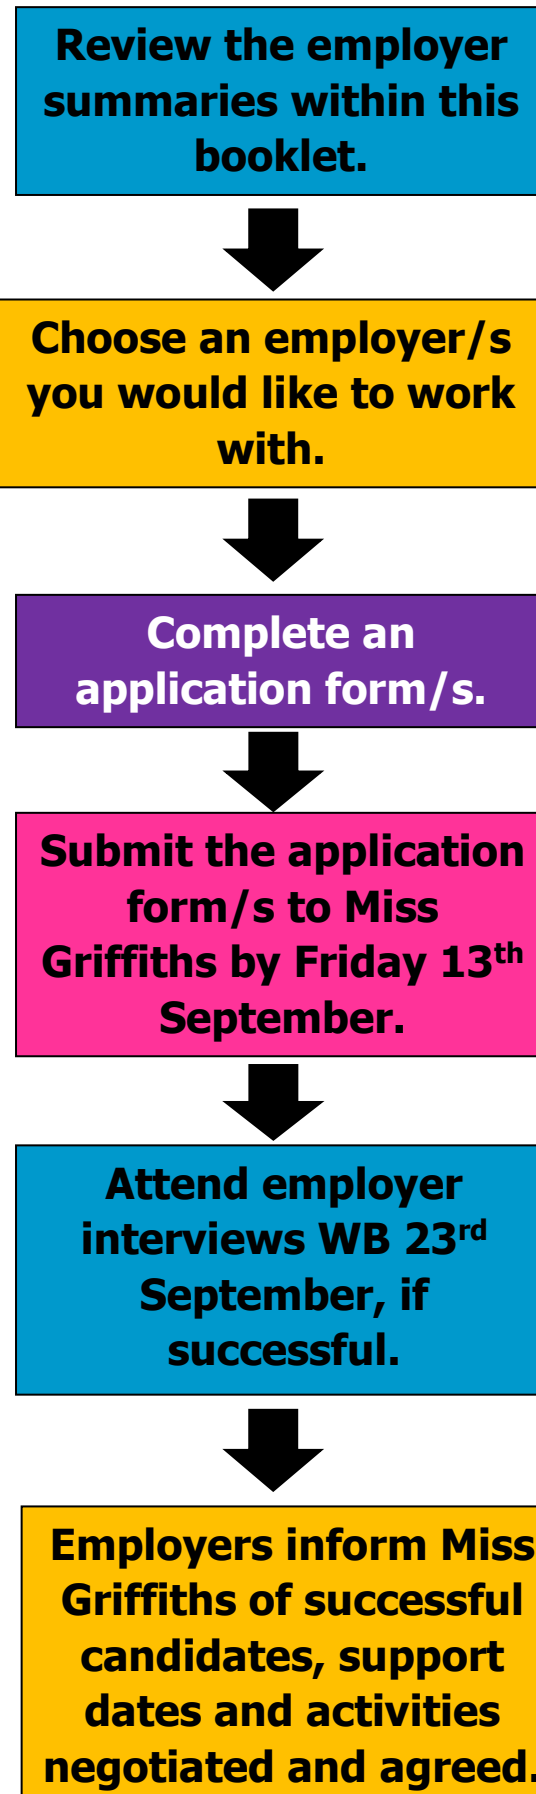 Review the employer
summaries within this
booklet.
Choose an employer/s
you would like to work
with.
Complete an
application form/s.
Submit the application
form/s to Miss
Griffiths by Friday 13th
September.
Attend employer
interviews WB 23rd
September, if
successful.
Employers inform Miss
Griffiths of successful
candidates, support
dates and activities
negotiated and agreed.